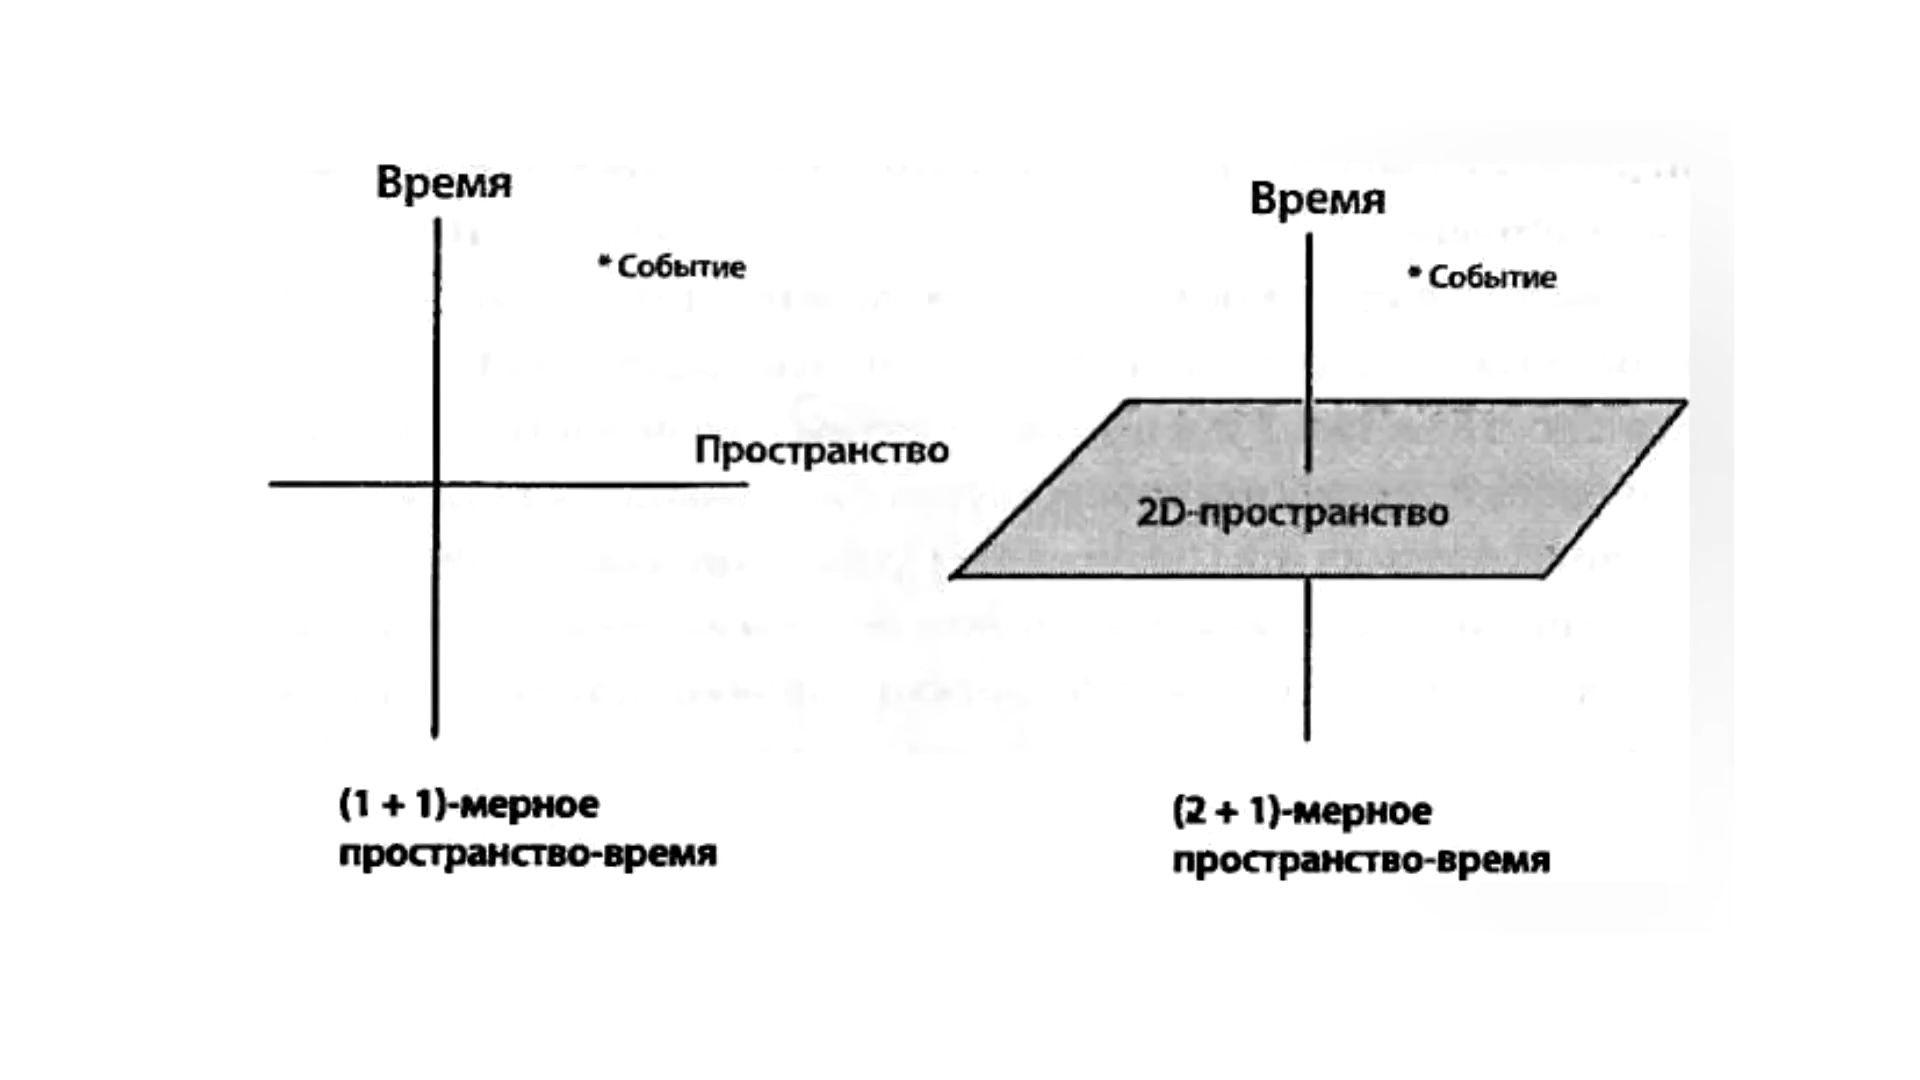 Время
* Событие
Пространство
(1 + 1)-мерное
пространство-время
Время
* Событие
2D-пространство
(2 + 1)-мерное
пространство-время